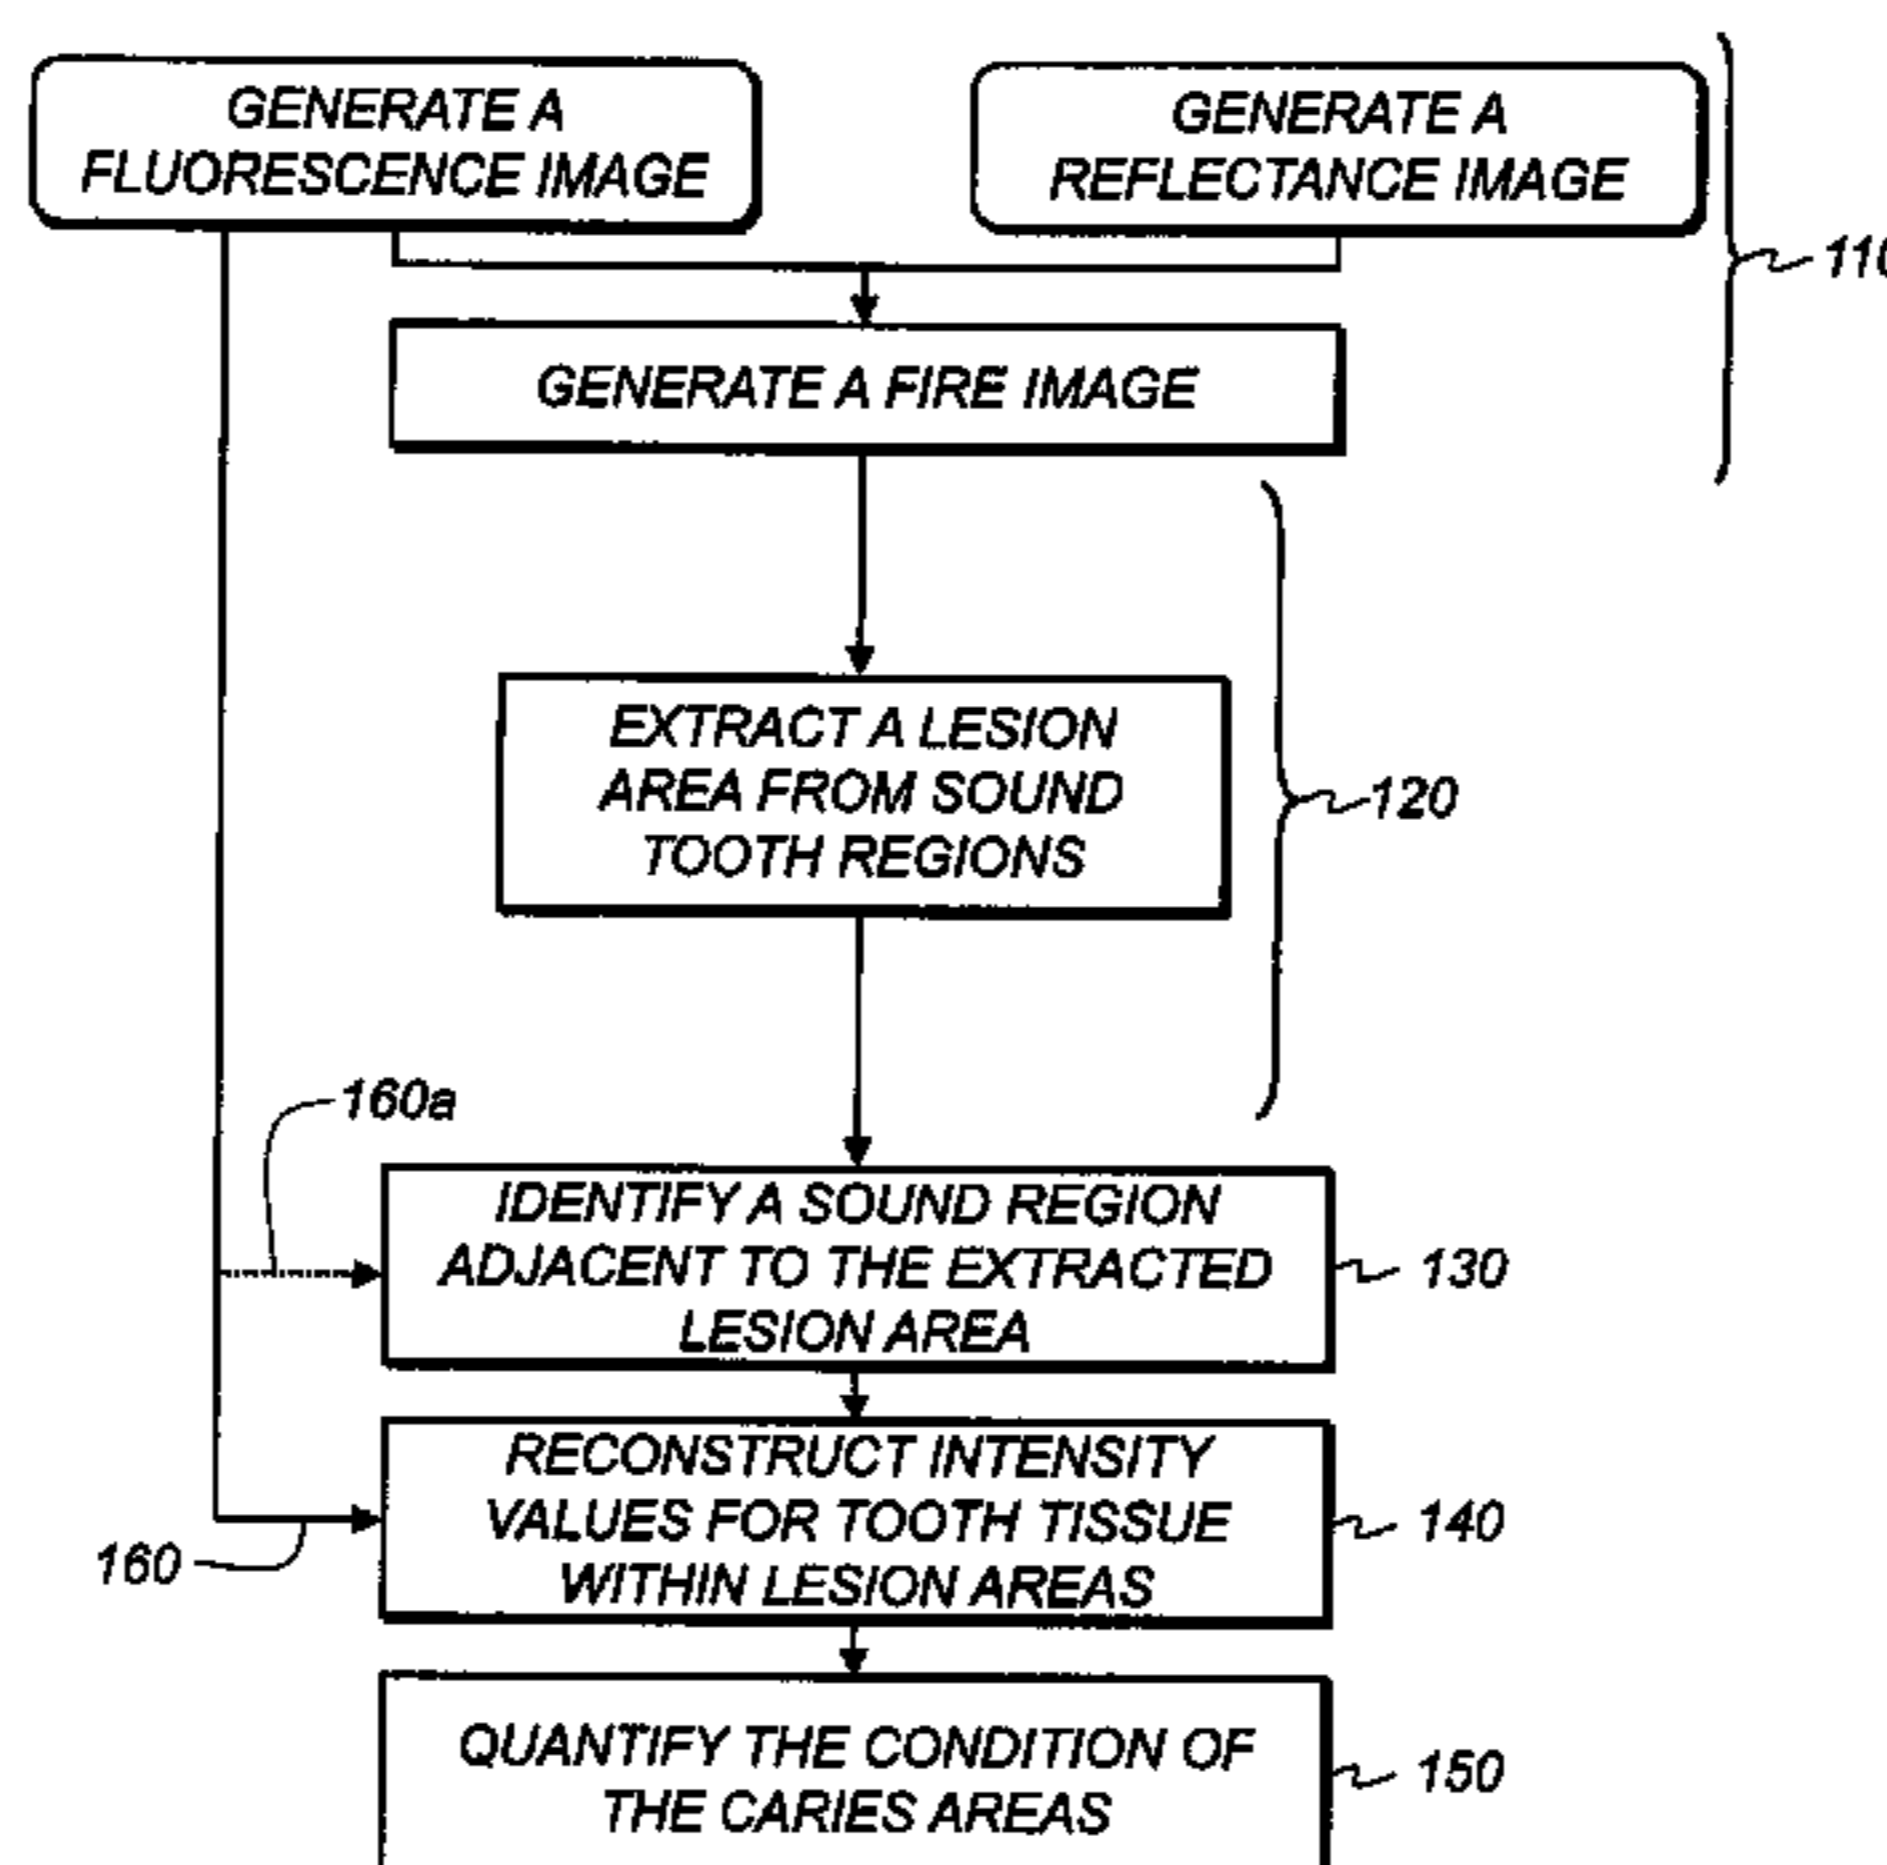 GENERATE A
FLUORESCENCE IMAGE
GENERATE A
REFLECTANCE IMAGE
110
GENERATE A FIRE IMAGE
EXTRACT A LESION
AREA FROM SOUND
TOOTH REGIONS
120
160a
IDENTIFY A SOUND REGION
ADJACENT TO THE EXTRACTED
LESION AREA
130
RECONSTRUCT INTENSITY
VALUES FOR TOOTH TISSUE
WITHIN LESION AREAS
140
160
QUANTIFY THE CONDITION OF
THE CARIES AREAS
150